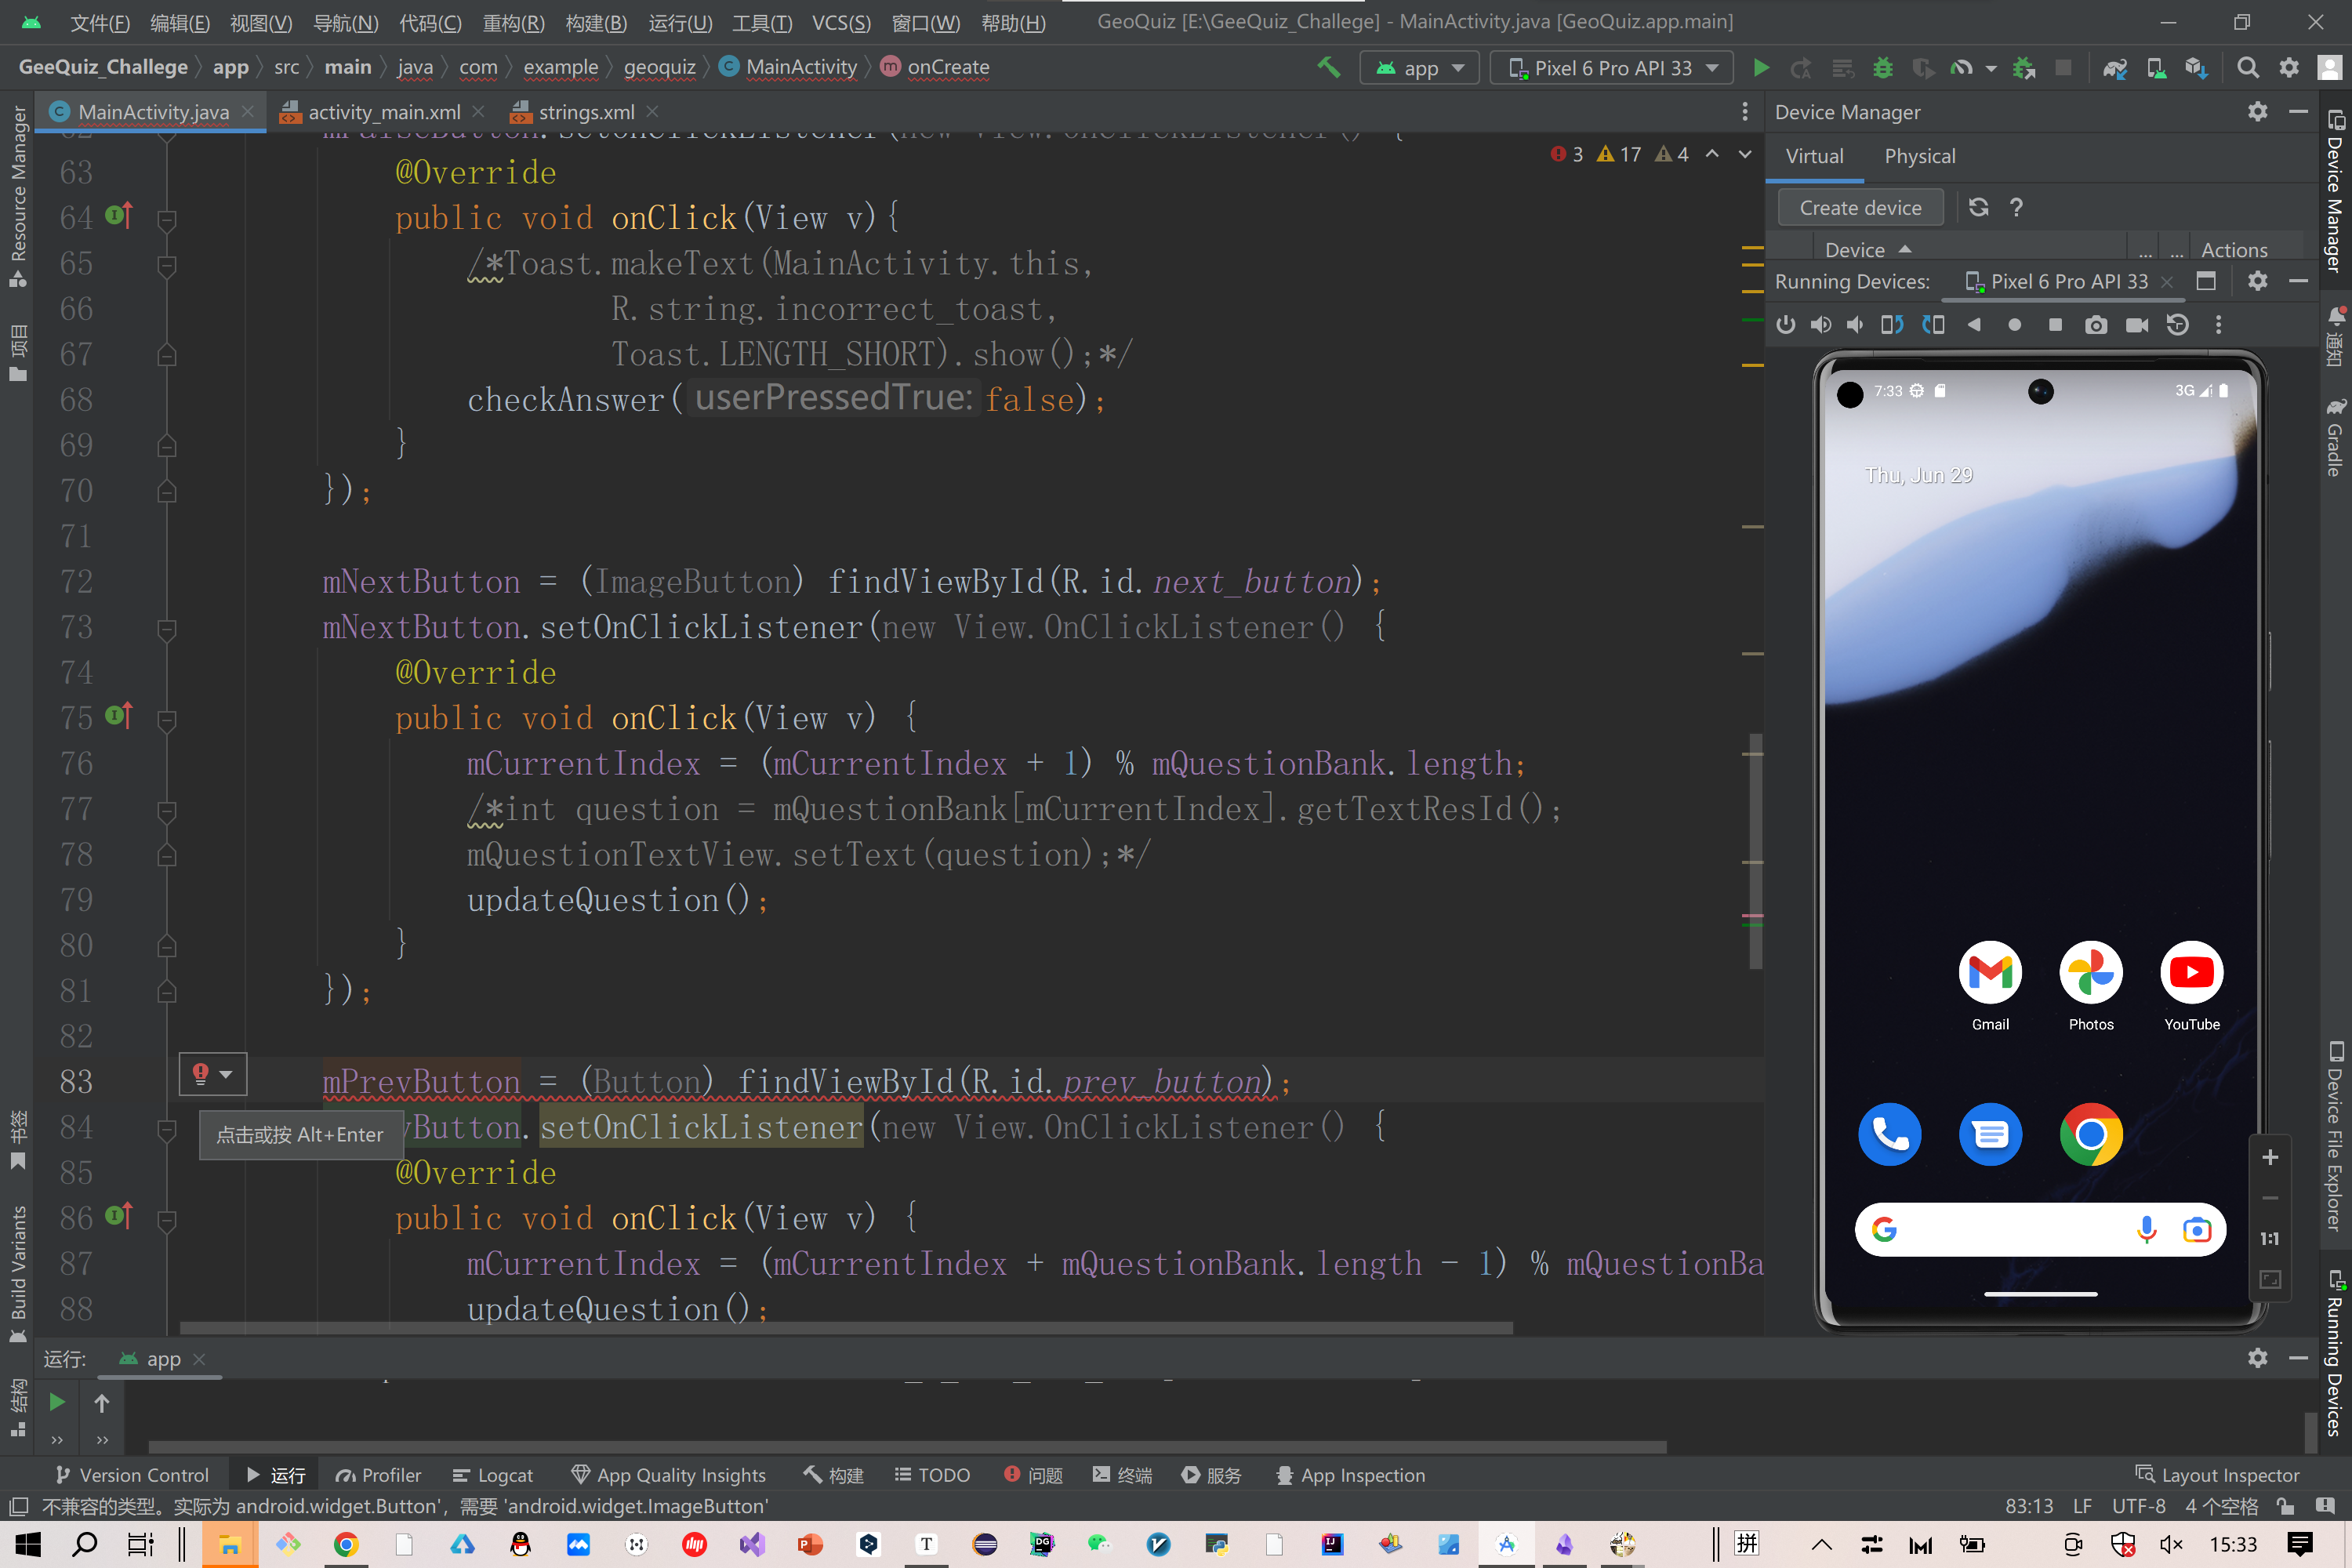 文件(F) 编辑(E) 视图(V) 导航(N) 代码(C) 重构(R) 构建(B) 运行(U) 工具(T) VCS(S) 窗口(W) 帮助(H) GeoQuiz [E:\GeeQuiz_Challege] - MainActivity.java [GeoQuiz.app.main]
GeeQuiz_Challege app src main java com example geoquiz MainActivity onCreate app Pixel 6 Pro API 33
MainActivity.java activity_main.xml strings.xml
Device Manager
Virtual Physical
Create device
Device ... ... Actions
Running Devices: Pixel 6 Pro API 33
3 17 4
63 @Override
64 public void onClick(View v){
65 /*Toast.makeText(MainActivity.this,
66 R.string.incorrect_toast,
67 Toast.LENGTH_SHORT).show();*/
68 checkAnswer( userPressedTrue: false);
69 }
70 });
71
72 mNextButton = (ImageButton) findViewById(R.id.next_button);
73 mNextButton.setOnClickListener(new View.OnClickListener() {
74 @Override
75 public void onClick(View v) {
76 mCurrentIndex = (mCurrentIndex + 1) % mQuestionBank.length;
77 /*int question = mQuestionBank[mCurrentIndex].getTextResId();
78 mQuestionTextView.setText(question);*/
79 updateQuestion();
80 }
81 });
82
83 mPrevButton = (Button) findViewById(R.id.prev_button);
84 vButton.setOnClickListener(new View.OnClickListener() {
点击或按 Alt+Enter
85 @Override
86 public void onClick(View v) {
87 mCurrentIndex = (mCurrentIndex + mQuestionBank.length - 1) % mQuestionBa
88 updateQuestion();
7:33 3G
Thu, Jun 29
Gmail Photos YouTube
1:1
Resource Manager
项目
书签
Build Variants
结构
Device Manager
通知
Gradle
Device File Explorer
Running Devices
运行: app
Version Control 运行 Profiler Logcat App Quality Insights 构建 TODO 问题 终端 服务 App Inspection Layout Inspector
不兼容的类型。实际为 android.widget.Button'，需要 'android.widget.ImageButton' 83:13 LF UTF-8 4 个空格
拼 15:33